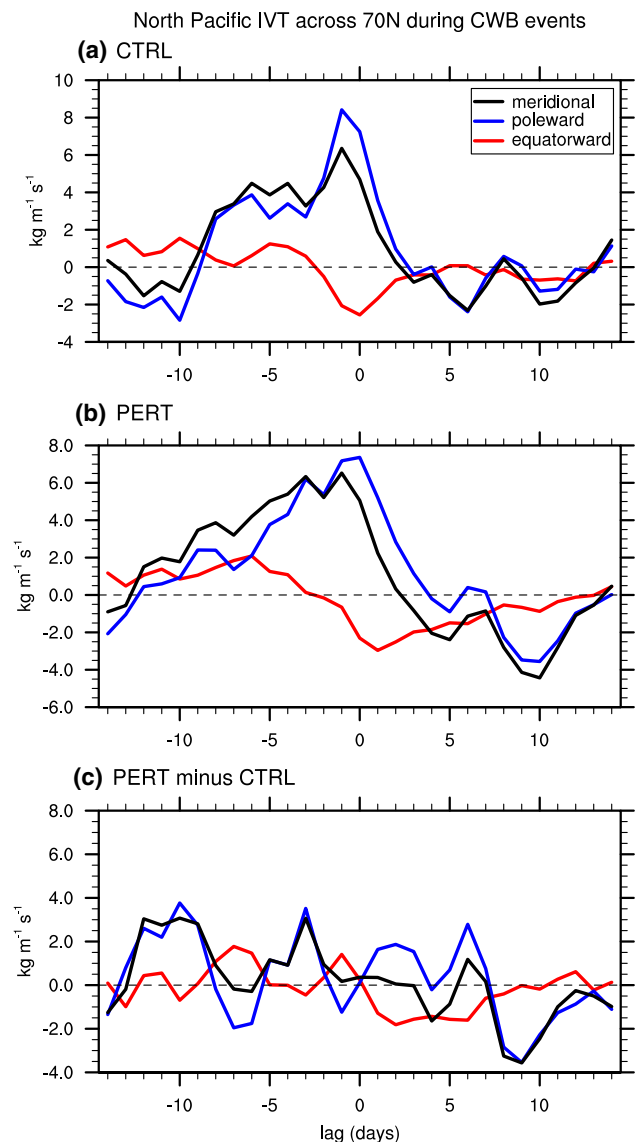 North Pacific IVT across 70N during CWB events
(a) CTRL
10
8
6
4
2
0
-2
-4
kg m⁻¹ s⁻¹
meridional
poleward
equatorward
-10 -5 0 5 10
(b) PERT
8.0
6.0
4.0
2.0
0.0
-2.0
-4.0
-6.0
kg m⁻¹ s⁻¹
-10 -5 0 5 10
(c) PERT minus CTRL
8.0
6.0
4.0
2.0
0.0
-2.0
-4.0
kg m⁻¹ s⁻¹
-10 -5 0 5 10
lag (days)